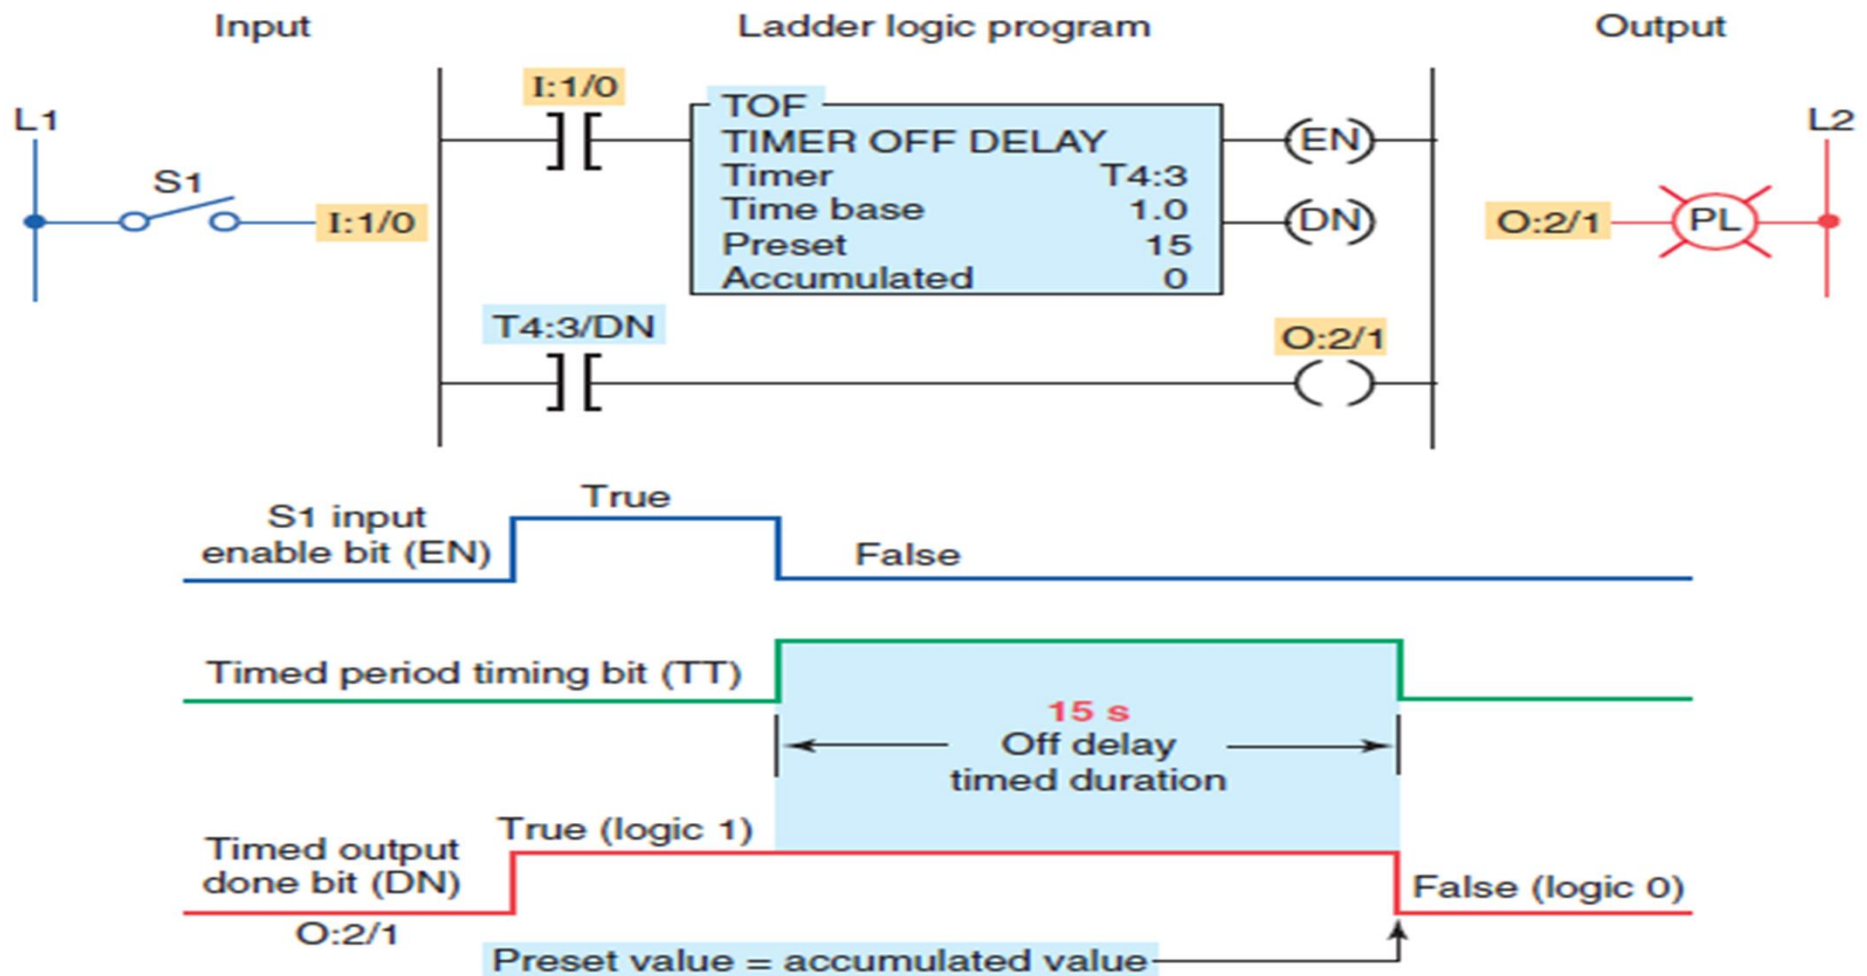 Input
Ladder logic program
Output
L1
S1
I:1/0
I:1/0
TOF
TIMER OFF DELAY
Timer T4:3
Time base 1.0
Preset 15
Accumulated 0
EN
DN
T4:3/DN
O:2/1
L2
O:2/1
PL
S1 input
enable bit (EN)
True
False
Timed period timing bit (TT)
15 s
Off delay
timed duration
Timed output
done bit (DN)
O:2/1
True (logic 1)
False (logic 0)
Preset value = accumulated value